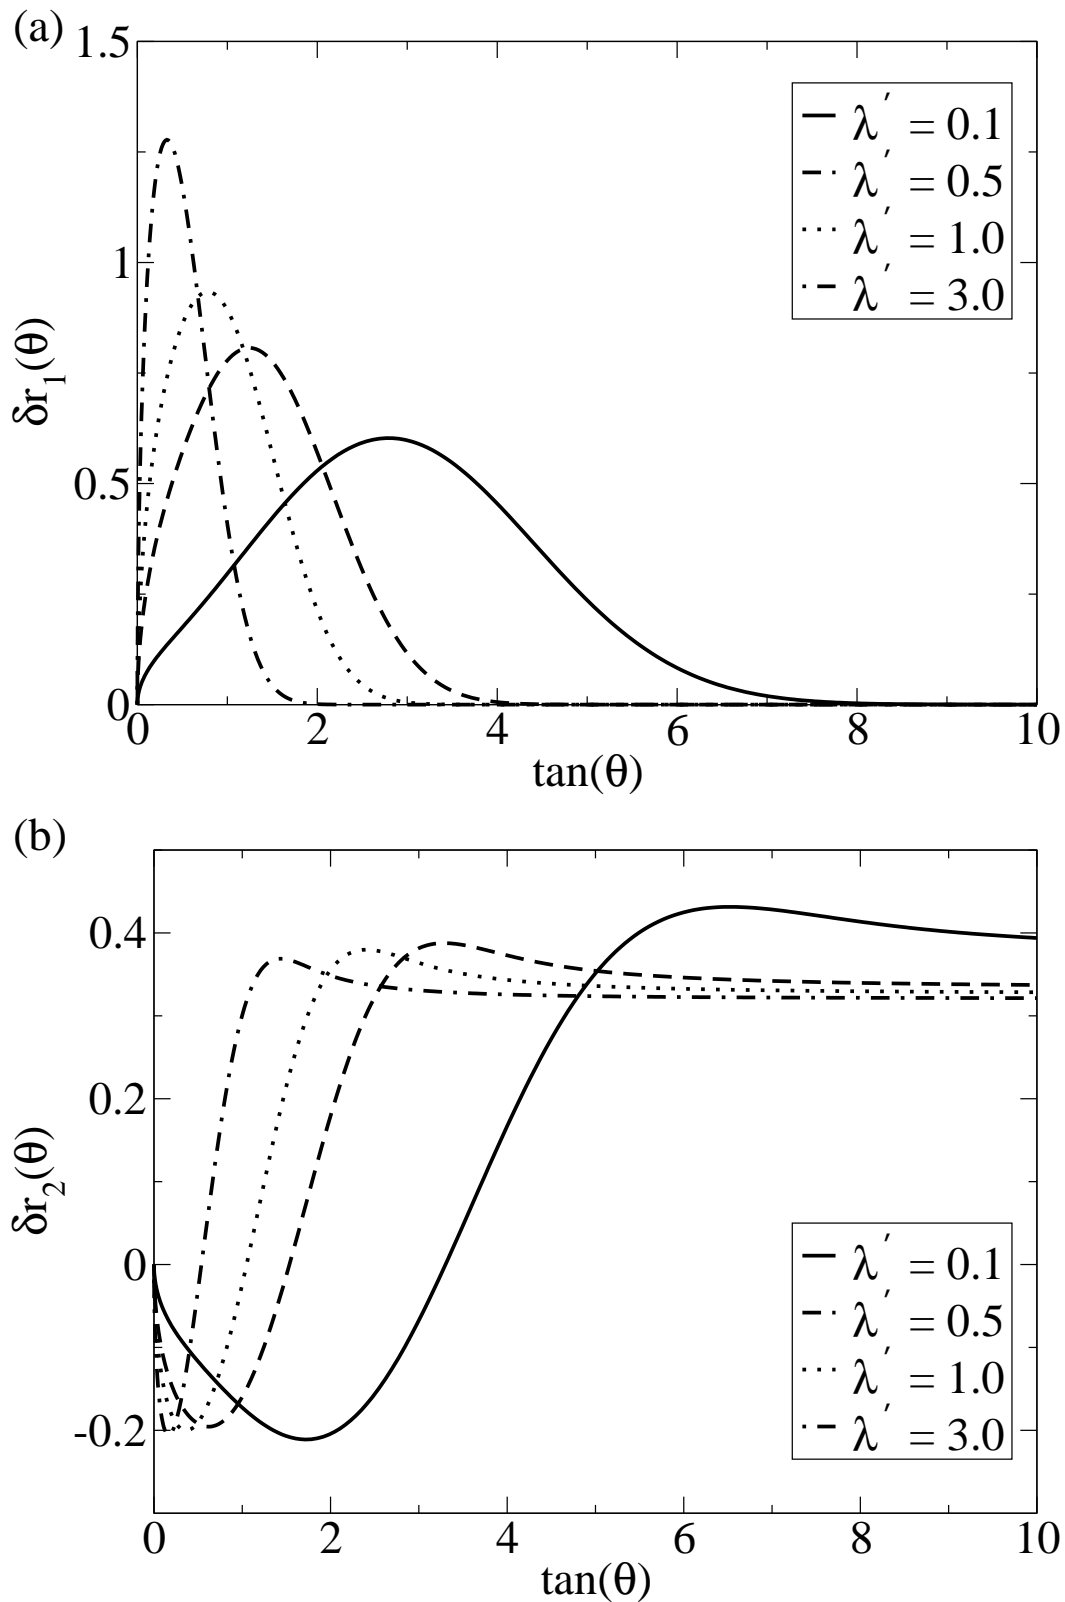 (a)
1.5
1
0.5
0
δr₁(θ)
λ′ = 0.1
λ′ = 0.5
λ′ = 1.0
λ′ = 3.0
0 2 4 6 8 10
tan(θ)
(b)
0.4
0.2
0
-0.2
δr₂(θ)
λ′ = 0.1
λ′ = 0.5
λ′ = 1.0
λ′ = 3.0
0 2 4 6 8 10
tan(θ)